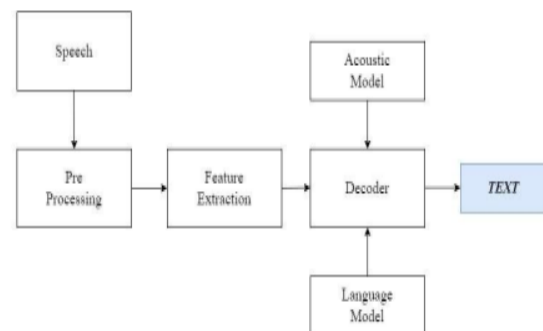 Speech
Acoustic
Model
Pre
Processing
Feature
Extraction
Decoder
TEXT
Language
Model